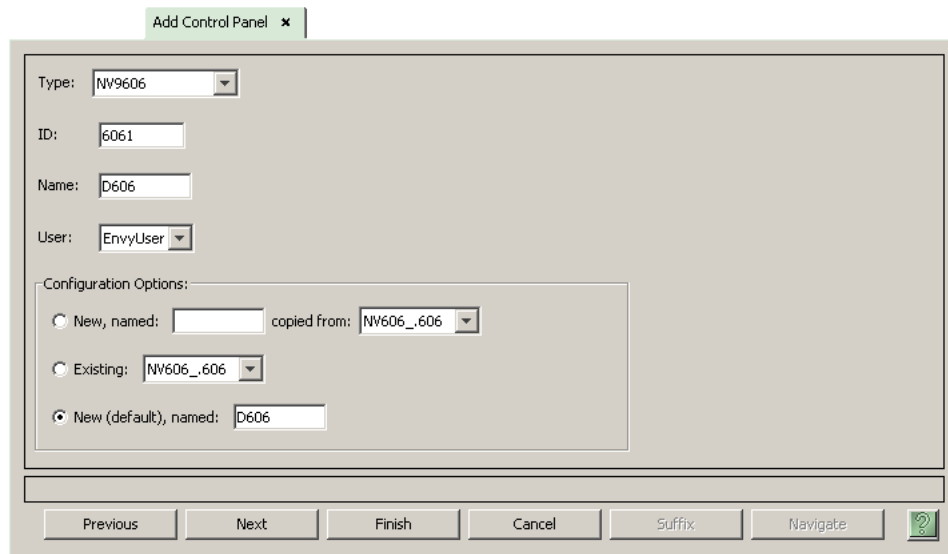 Add Control Panel ×
Type: NV9606
ID: 6061
Name: D606
User: EnvyUser
Configuration Options:
New, named: copied from: NV606_.606
Existing: NV606_.606
New (default), named: D606
Previous Next Finish Cancel Suffix Navigate ?